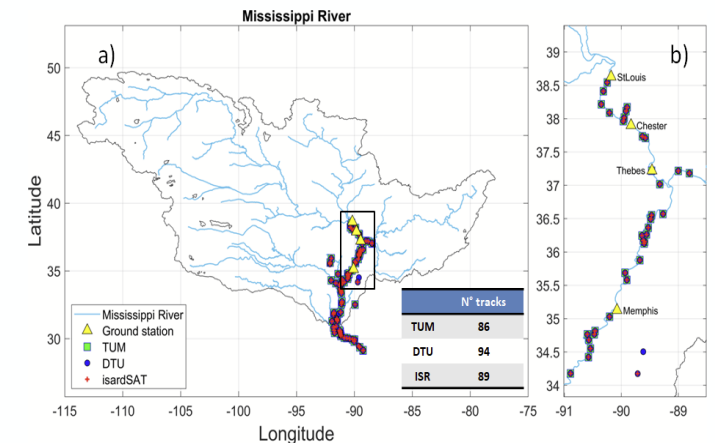 Mississippi River
a)
b)
50
45
40
35
30
Latitude
-115
-110
-105
-100
-95
-90
-85
-80
-75
Longitude
Mississippi River
Ground station
TUM
DTU
isardSAT
N° tracks
TUM 86
DTU 94
ISR 89
39
38.5
38
37.5
37
36.5
36
35.5
35
34.5
34
-91
-90
-89
StLouis
Chester
Thebes
Memphis